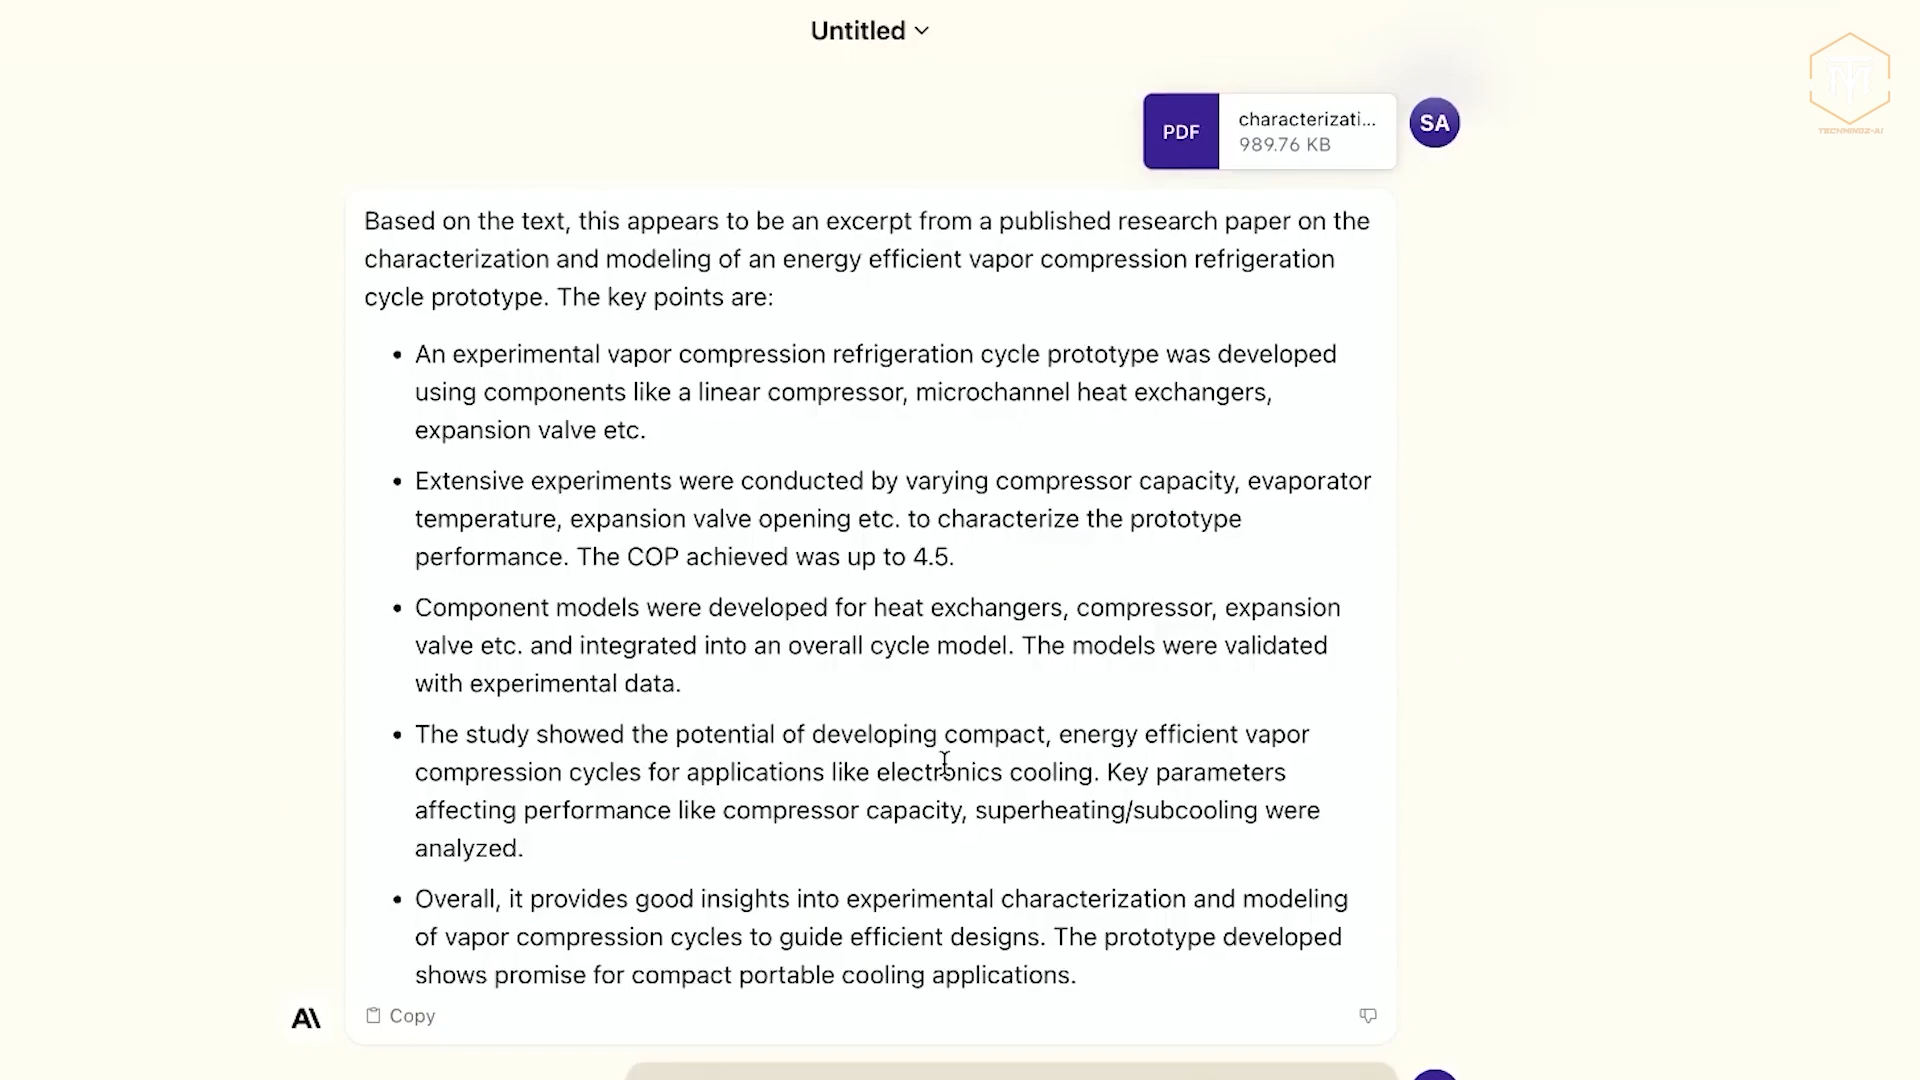 Untitled
PDF
characterizati...
989.76 KB
SA
TECHMINDZ-AI
Based on the text, this appears to be an excerpt from a published research paper on the
characterization and modeling of an energy efficient vapor compression refrigeration
cycle prototype. The key points are:
• An experimental vapor compression refrigeration cycle prototype was developed
using components like a linear compressor, microchannel heat exchangers,
expansion valve etc.
• Extensive experiments were conducted by varying compressor capacity, evaporator
temperature, expansion valve opening etc. to characterize the prototype
performance. The COP achieved was up to 4.5.
• Component models were developed for heat exchangers, compressor, expansion
valve etc. and integrated into an overall cycle model. The models were validated
with experimental data.
• The study showed the potential of developing compact, energy efficient vapor
compression cycles for applications like electronics cooling. Key parameters
affecting performance like compressor capacity, superheating/subcooling were
analyzed.
• Overall, it provides good insights into experimental characterization and modeling
of vapor compression cycles to guide efficient designs. The prototype developed
shows promise for compact portable cooling applications.
A\
Copy